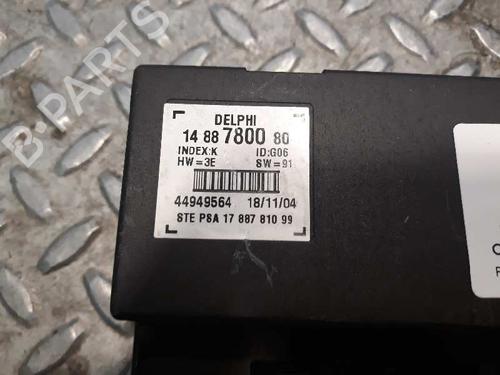 DELPHI
14 88 7800 80
INDEX:K ID:G06
HW=3E SW=91
44949564 18/11/04
STE PSA 17 887 810 99
B-PARTS